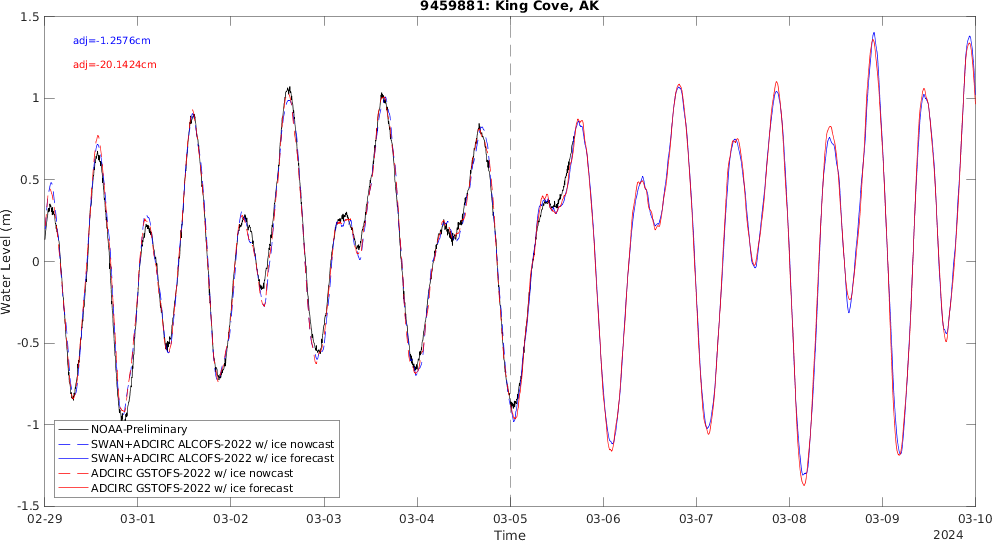 9459881: King Cove, AK
adj=-1.2576cm
adj=-20.1424cm
Water Level (m)
1.5
1
0.5
0
-0.5
-1
-1.5
NOAA-Preliminary
SWAN+ADCIRC ALCOFS-2022 w/ ice nowcast
SWAN+ADCIRC ALCOFS-2022 w/ ice forecast
ADCIRC GSTOFS-2022 w/ ice nowcast
ADCIRC GSTOFS-2022 w/ ice forecast
02-29 03-01 03-02 03-03 03-04 03-05 03-06 03-07 03-08 03-09 03-10
Time
2024